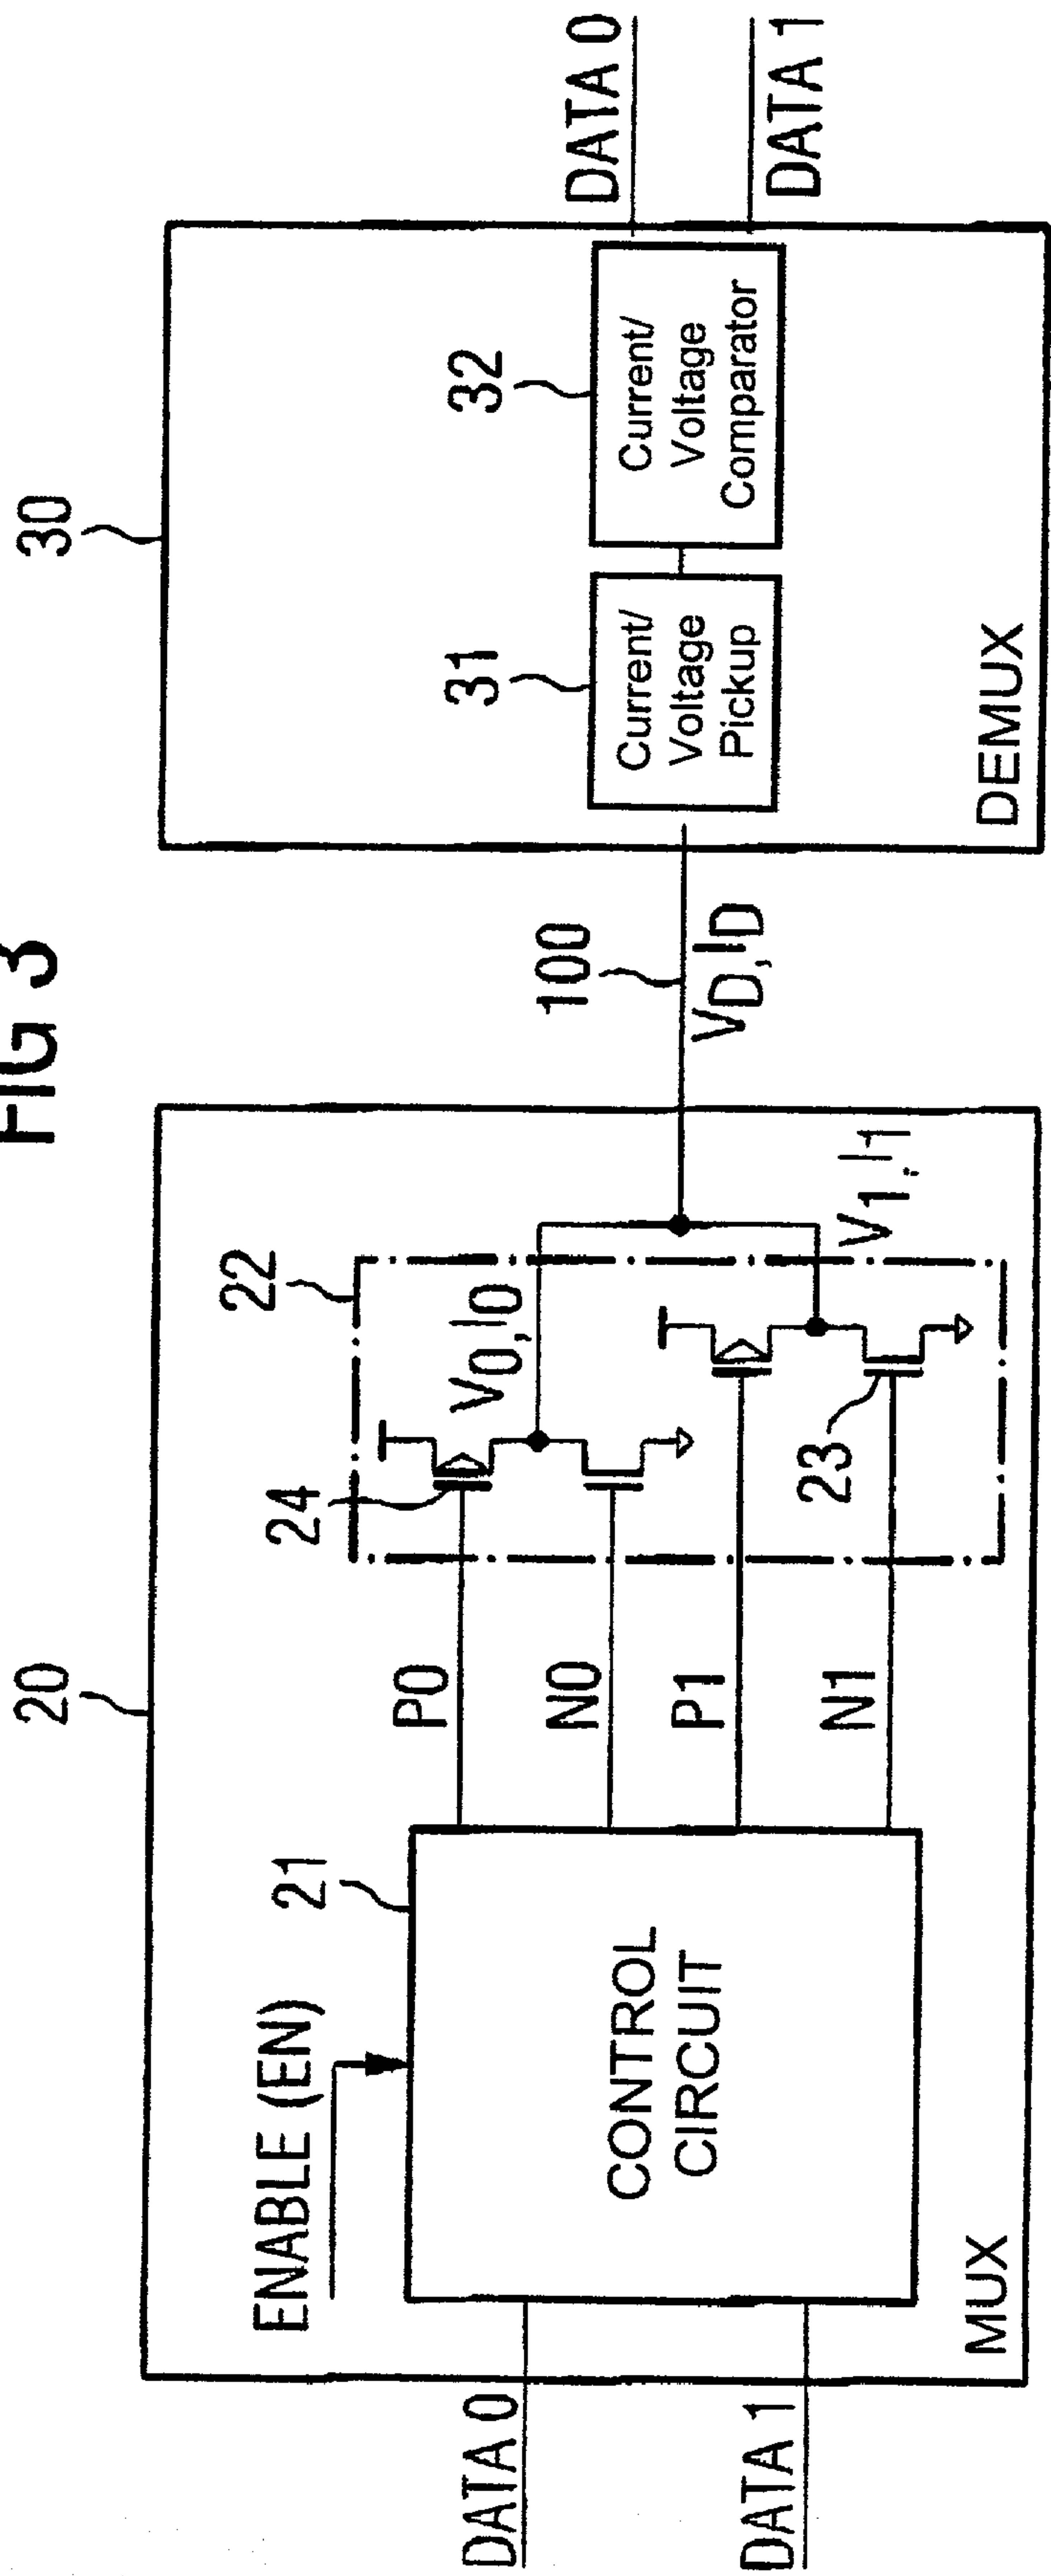 FIG 3
20
ENABLE (EN)
21
CONTROL
CIRCUIT
DATA 0
DATA 1
MUX
P0
N0
P1
N1
22
24
23
V0, I0
V1, I1
100
VD, ID
30
31
Current/
Voltage
Pickup
32
Current/
Voltage
Comparator
DEMUX
DATA 0
DATA 1